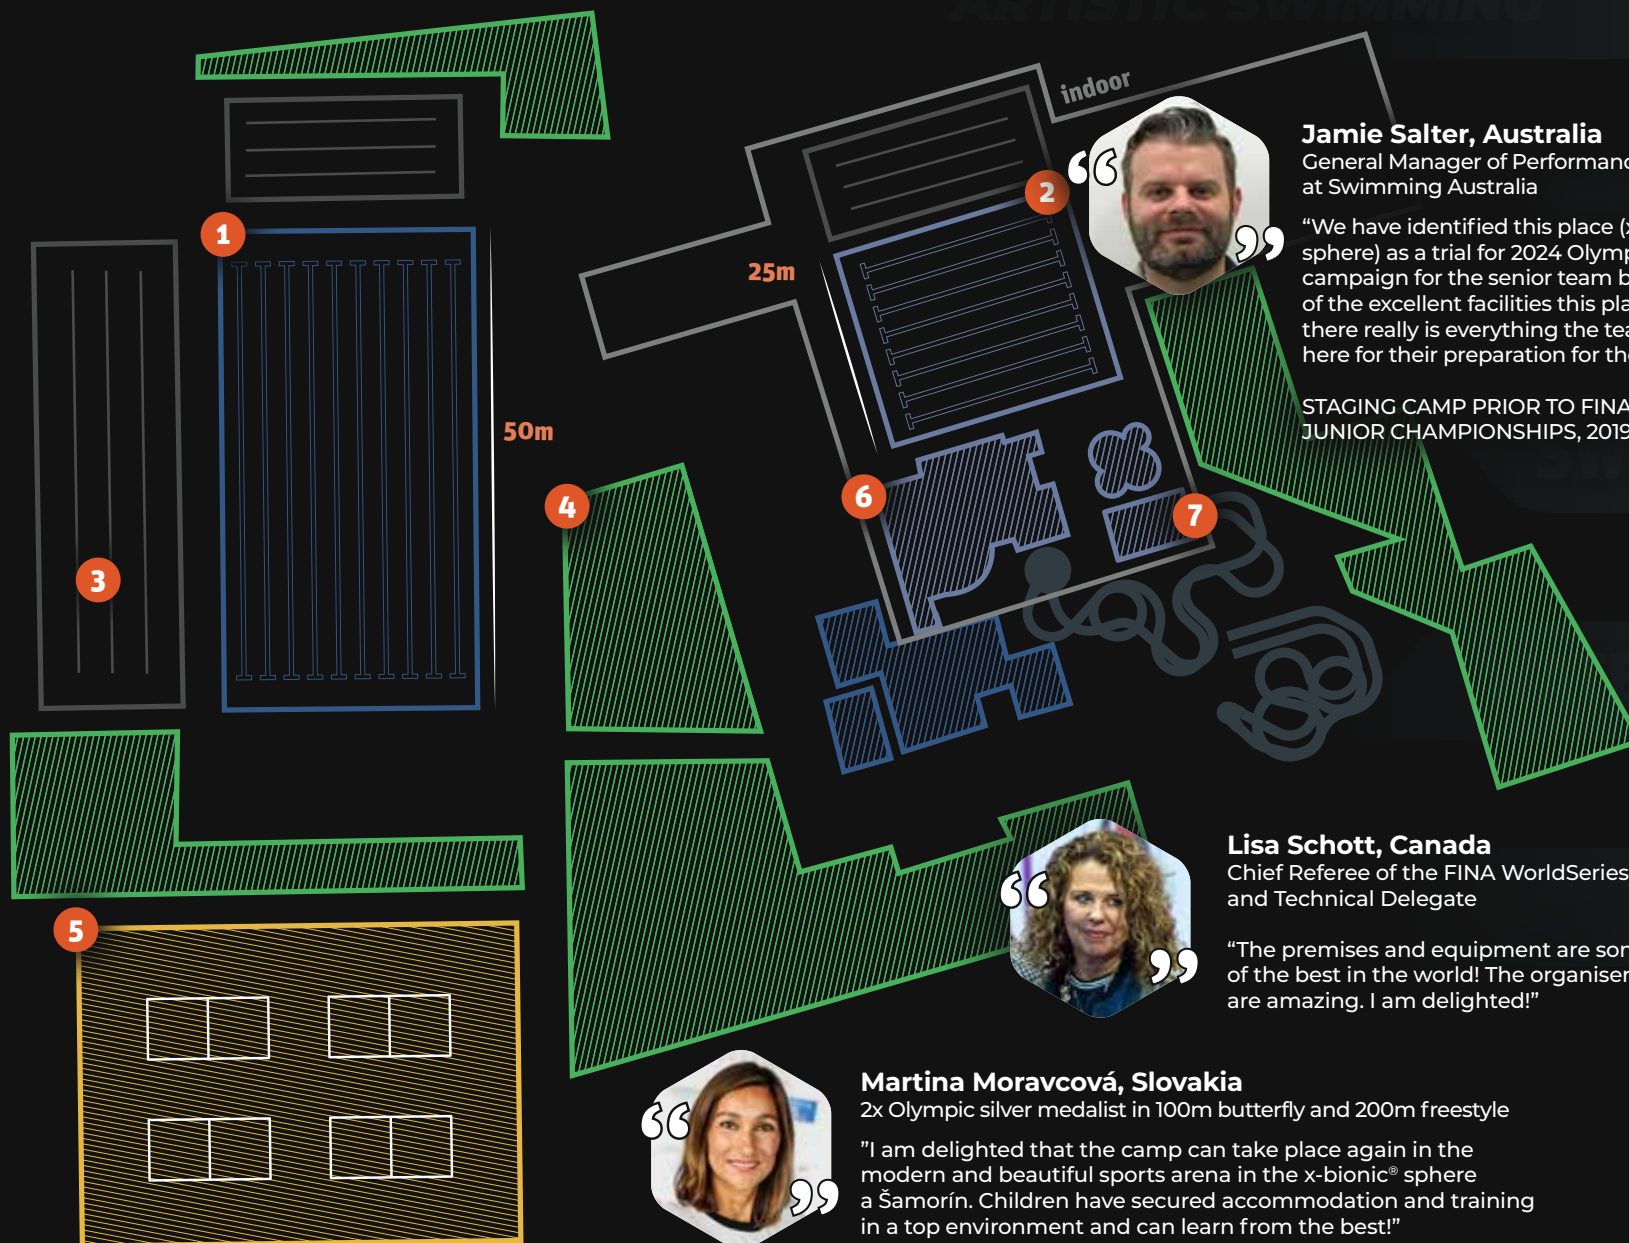 ARTISTIC SWIMMING
indoor
1
2
25m
50m
3
4
5
6
7
Jamie Salter, Australia
General Manager of Performanc
at Swimming Australia
“We have identified this place (x
sphere) as a trial for 2024 Olymp
campaign for the senior team b
of the excellent facilities this pla
there really is everything the tea
here for their preparation for the
STAGING CAMP PRIOR TO FINA
JUNIOR CHAMPIONSHIPS, 2019
Lisa Schott, Canada
Chief Referee of the FINA WorldSeries
and Technical Delegate
“The premises and equipment are som
of the best in the world! The organiser
are amazing. I am delighted!”
Martina Moravcová, Slovakia
2x Olympic silver medalist in 100m butterfly and 200m freestyle
”I am delighted that the camp can take place again in the
modern and beautiful sports arena in the x-bionic® sphere
a Šamorín. Children have secured accommodation and training
in a top environment and can learn from the best!”